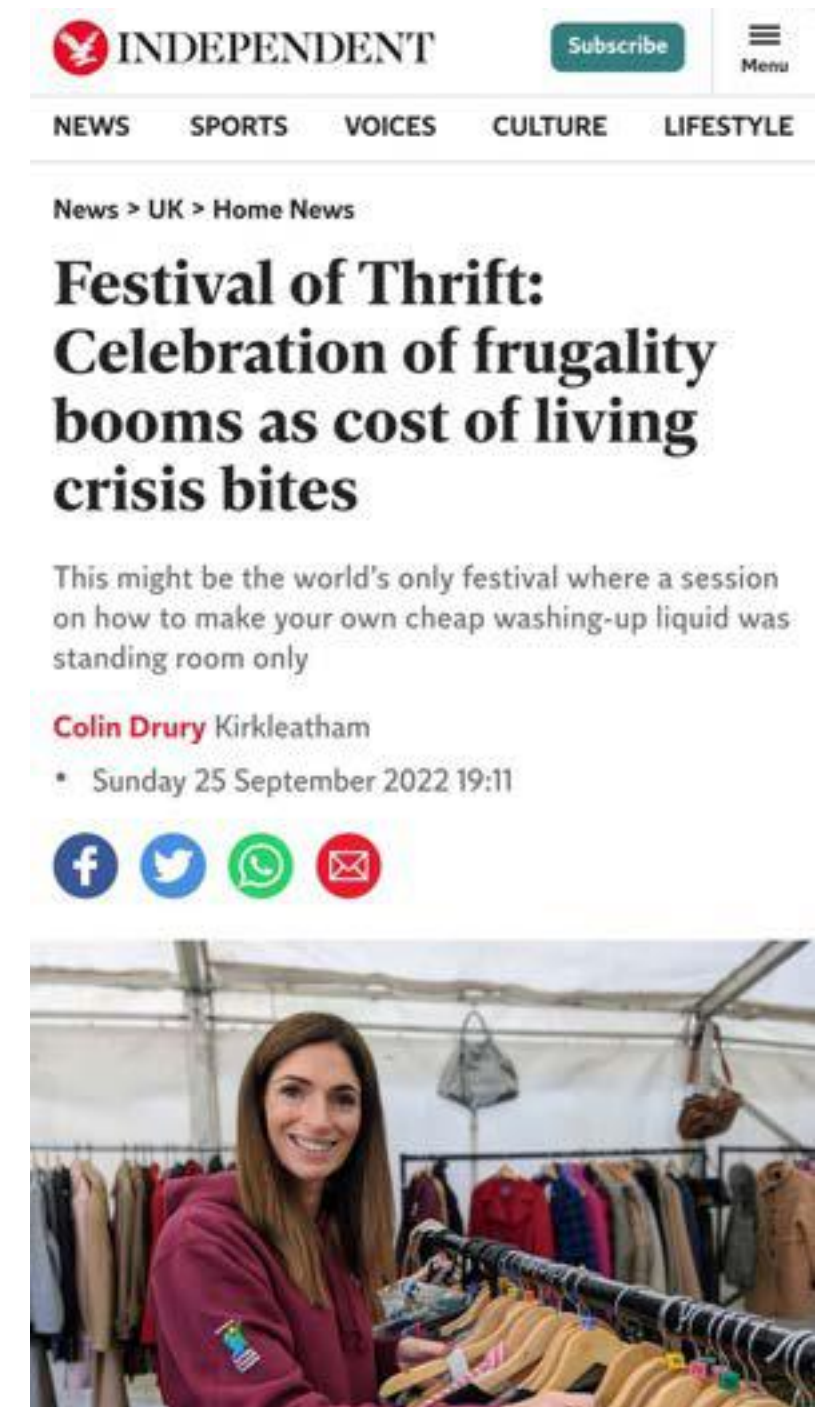 INDEPENDENT
Subscribe
Menu
NEWS SPORTS VOICES CULTURE LIFESTYLE
News > UK > Home News
Festival of Thrift:
Celebration of frugality
booms as cost of living
crisis bites
This might be the world's only festival where a session
on how to make your own cheap washing-up liquid was
standing room only
Colin Drury Kirkleatham
• Sunday 25 September 2022 19:11